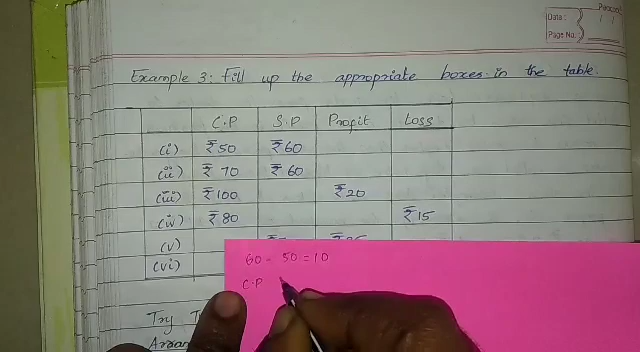 Date:
Page No.
Example 3: Fill up the appropriate boxes in the table.
C.P S.P Profit Loss
(i) ₹50 ₹60
(ii) ₹ 70 ₹ 60
(iii) ₹100 ₹20
(iv) ₹80 ₹15
(v)
(vi)
60 - 50 = 10
C.P
Try